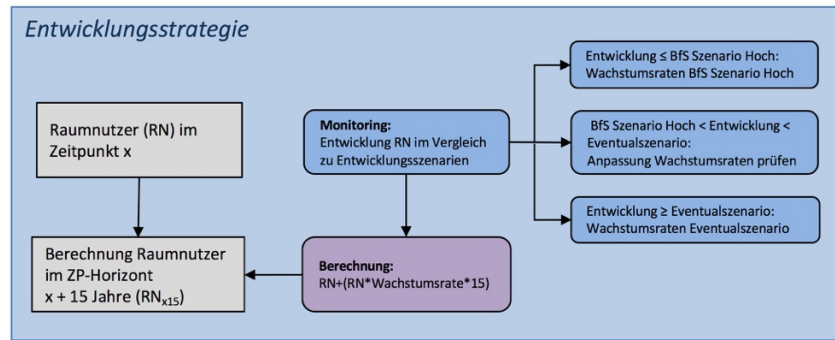 Entwicklungsstrategie
Raumnutzer (RN) im
Zeitpunkt x
Berechnung Raumnutzer
im ZP-Horizont
x + 15 Jahre (RNx15)
Monitoring:
Entwicklung RN im Vergleich
zu Entwicklungsszenarien
Berechnung:
RN+(RN*Wachstumsrate*15)
Entwicklung ≤ BfS Szenario Hoch:
Wachstumsraten BfS Szenario Hoch
BfS Szenario Hoch < Entwicklung <
Eventualszenario:
Anpassung Wachstumsraten prüfen
Entwicklung ≥ Eventualszenario:
Wachstumsraten Eventualszenario